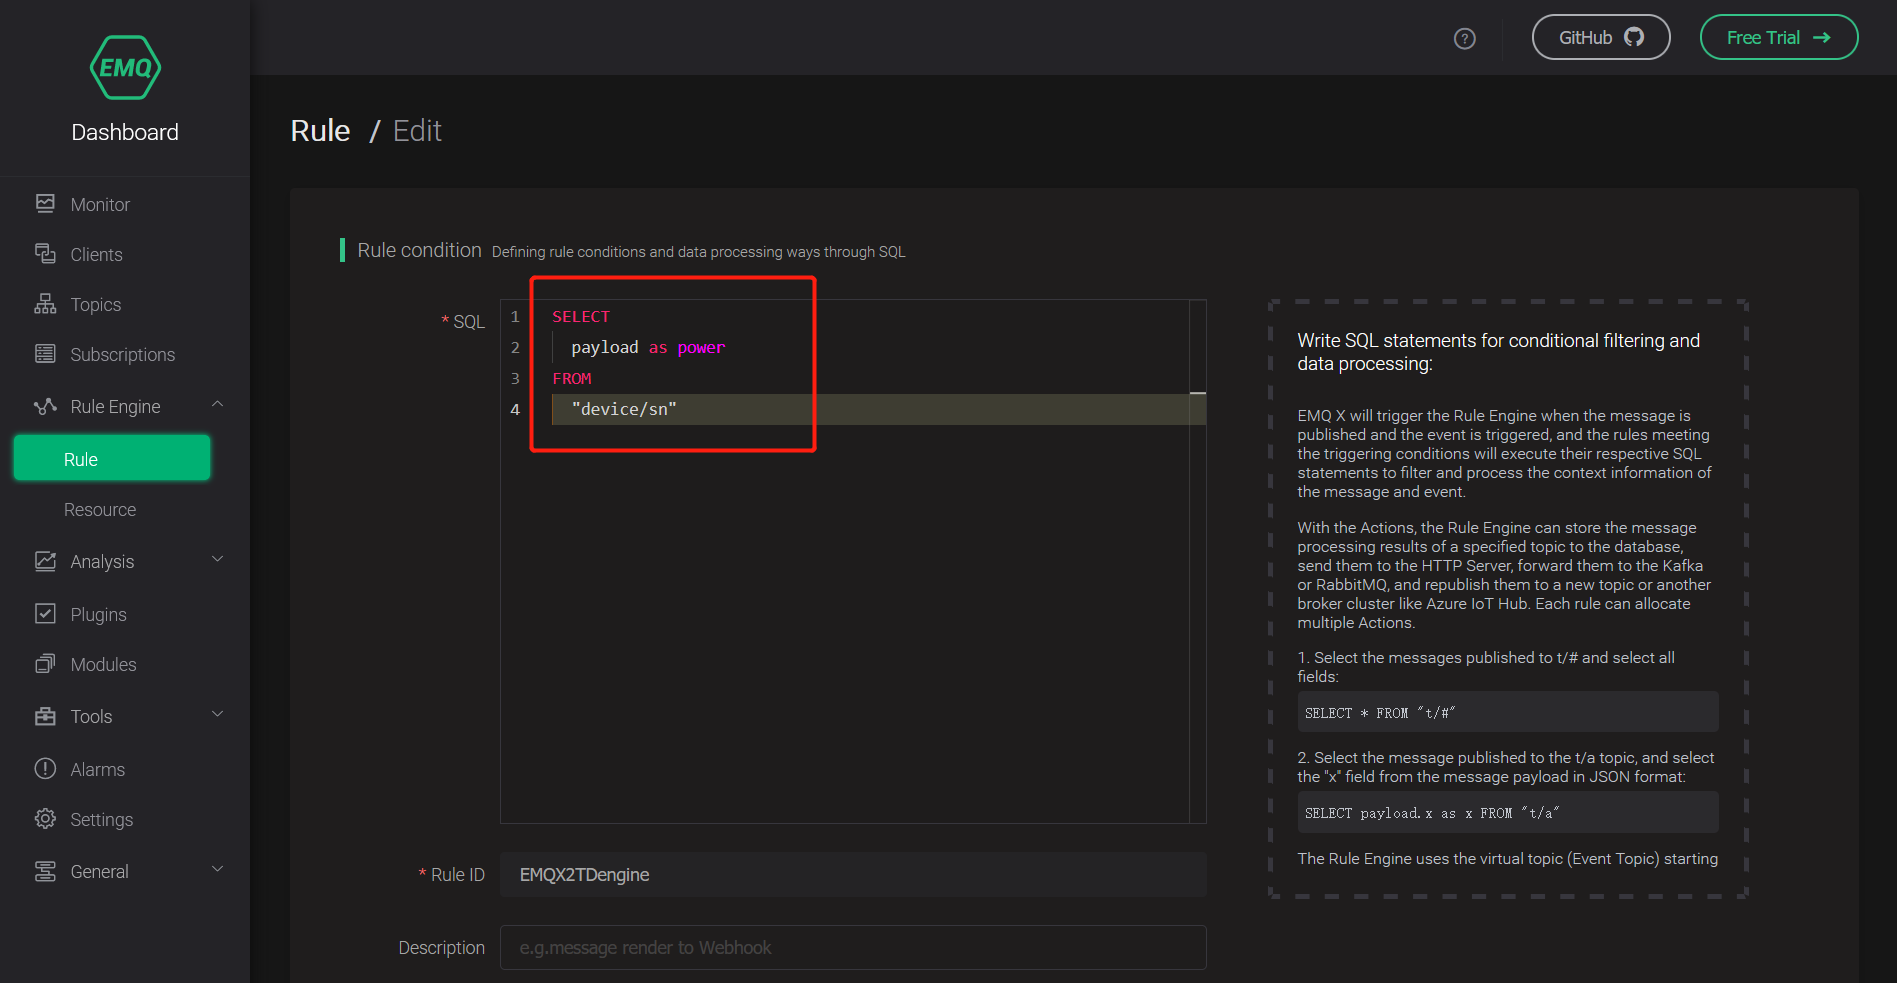 EMQ
Dashboard
Monitor
Clients
Topics
Subscriptions
Rule Engine
Rule
Resource
Analysis
Plugins
Modules
Tools
Alarms
Settings
General
?
GitHub
Free Trial →
Rule / Edit
Rule condition Defining rule conditions and data processing ways through SQL
* SQL
1 SELECT
2 payload as power
3 FROM
4 "device/sn"
* Rule ID EMQX2TDengine
Description e.g.message render to Webhook
Write SQL statements for conditional filtering and
data processing:
EMQ X will trigger the Rule Engine when the message is
published and the event is triggered, and the rules meeting
the triggering conditions will execute their respective SQL
statements to filter and process the context information of
the message and event.
With the Actions, the Rule Engine can store the message
processing results of a specified topic to the database,
send them to the HTTP Server, forward them to the Kafka
or RabbitMQ, and republish them to a new topic or another
broker cluster like Azure IoT Hub. Each rule can allocate
multiple Actions.
1. Select the messages published to t/# and select all
fields:
SELECT * FROM "t/#"
2. Select the message published to the t/a topic, and select
the "x" field from the message payload in JSON format:
SELECT payload.x as x FROM "t/a"
The Rule Engine uses the virtual topic (Event Topic) starting